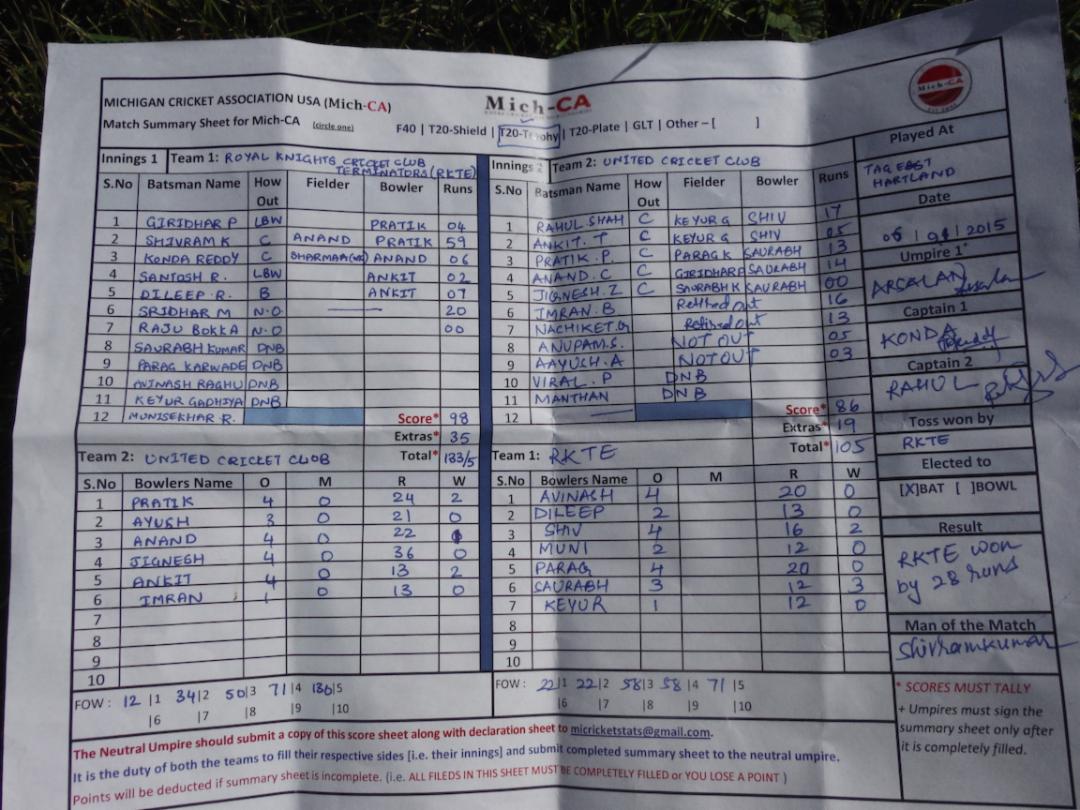 MICHIGAN CRICKET ASSOCIATION USA (Mich-CA)
Mich-CA
Mich-CA
Match Summary Sheet for Mich-CA (circle one) F40 | T20-Shield | T20-Trophy | T20-Plate | GLT | Other – [ ]
Innings 1 Team 1: ROYAL KNIGHTS CRICKET CLUB
TERMINATORS (RKTE)
S.No Batsman Name How Out Fielder Bowler Runs
1 GIRIDHAR P LBW PRATIK 04
2 SHIVRAM K C ANAND PRATIK 59
3 KONDA REDDY C SHARMAA(WK) ANAND 06
4 SANTOSH R. LBW ANKIT 02
5 DILEEP R. B ANKIT 07
6 SRIDHAR M N.O 20
7 RAJU BOKKA N.O 00
8 SAURABH KUMAR DNB
9 PARAG KARWADE DNB
10 AVINASH RAGHU DNB
11 KEYUR GADHIYA DNB
12 MUNISEKHAR R.
Score* 98
Extras* 35
Total* 133/5
Team 2: UNITED CRICKET CLUB
S.No Bowlers Name O M R W
1 PRATIK 4 0 24 2
2 AYUSH 3 0 21 0
3 ANAND 4 0 22
4 JIGNESH 4 0 36 0
5 ANKIT 4 0 13 2
6 IMRAN 1 0 13 0
7
8
9
10
FOW : 12 |1 34|2 50|3 71|4 130|5
|6 |7 |8 |9 |10
Innings 2 Team 2: UNITED CRICKET CLUB
S.No Batsman Name How Out Fielder Bowler Runs
1 RAHUL SHAH C KEYUR G SHIV 17
2 ANKIT. T C KEYUR G SHIV 05
3 PRATIK .P. C PARAG K SAURABH 13
4 ANAND. C C GIRIDHAR P SAURABH 14
5 JIGNESH. Z C SAURABH K SAURABH 00
6 IMRAN. B Retired out 16
7 NACHIKET.G Retired out 13
8 ANUPAM.S. NOT OUT 05
9 AAYUSH. A NOT OUT 03
10 VIRAL. P DNB
11 MANTHAN DNB
12
Score* 86
Extras* 19
Total* 105
Team 1: RKTE
S.No Bowlers Name O M R W
1 AVINASH 4 20 0
2 DILEEP 2 13 0
3 SHIV 4 16 2
4 MUNI 2 12 0
5 PARAG 4 20 0
6 SAURABH 3 12 3
7 KEYUR 1 12 0
8
9
10
FOW : 22|1 22|2 58|3 58|4 71|5
|6 |7 |8 |9 |10
Played At
TAG EAST
HARTLAND
Date
06 | 04 | 2015
Umpire 1*
ARSALAN
Captain 1
KONDA
Captain 2
RAHUL
Toss won by
RKTE
Elected to
[X]BAT [ ]BOWL
Result
RKTE won
by 28 runs
Man of the Match
Shivramkumar
* SCORES MUST TALLY
+ Umpires must sign the
summary sheet only after
it is completely filled.
The Neutral Umpire should submit a copy of this score sheet along with declaration sheet to micricketstats@gmail.com.
It is the duty of both the teams to fill their respective sides [i.e. their innings) and submit completed summary sheet to the neutral umpire.
Points will be deducted if summary sheet is incomplete. (i.e. ALL FILEDS IN THIS SHEET MUST BE COMPLETELY FILLED or YOU LOSE A POINT )